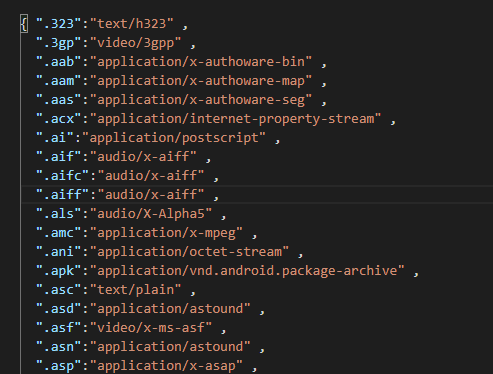 { ".323":"text/h323" ,
".3gp":"video/3gpp" ,
".aab":"application/x-authoware-bin" ,
".aam":"application/x-authoware-map" ,
".aas":"application/x-authoware-seg" ,
".acx":"application/internet-property-stream" ,
".ai":"application/postscript" ,
".aif":"audio/x-aiff" ,
".aifc":"audio/x-aiff" ,
".aiff":"audio/x-aiff" ,
".als":"audio/X-Alpha5" ,
".amc":"application/x-mpeg" ,
".ani":"application/octet-stream" ,
".apk":"application/vnd.android.package-archive" ,
".asc":"text/plain" ,
".asd":"application/astound" ,
".asf":"video/x-ms-asf" ,
".asn":"application/astound" ,
".asp":"application/x-asap" ,